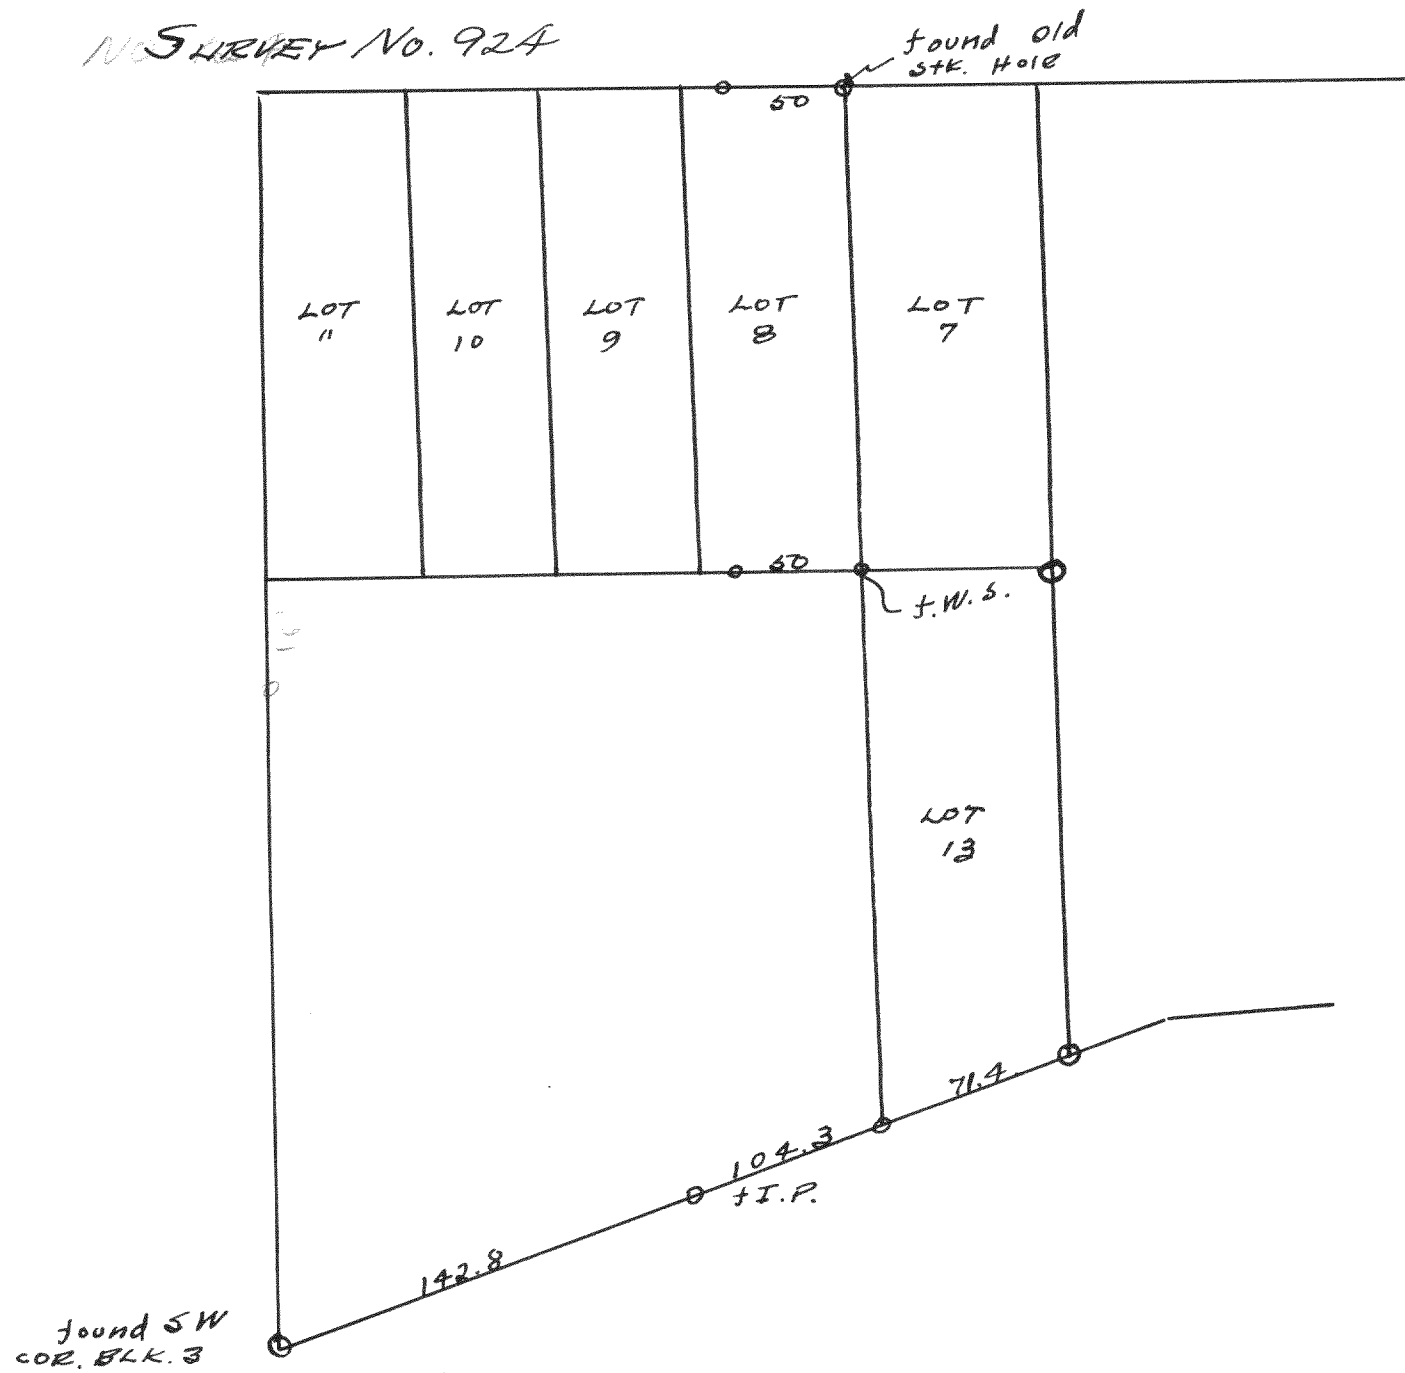 SURVEY No. 924
found old
stk. Hole
50
LOT
11
LOT
10
LOT
9
LOT
8
LOT
7
50
f.W.S.
LOT
13
71.4
104.3
f I.P.
142.8
found SW
COR. BLK. 3